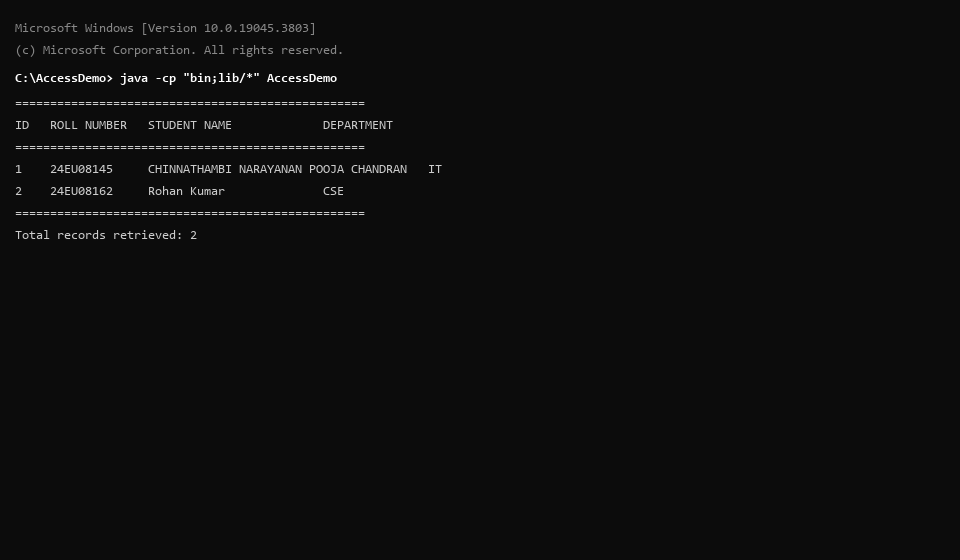 Microsoft Windows [Version 10.0.19045.3803]
(c) Microsoft Corporation. All rights reserved.
C:\AccessDemo> java -cp "bin;lib/*" AccessDemo
==================================================
ID   ROLL NUMBER   STUDENT NAME             DEPARTMENT
==================================================
1    24EU08145     CHINNATHAMBI NARAYANAN POOJA CHANDRAN   IT
2    24EU08162     Rohan Kumar              CSE
==================================================
Total records retrieved: 2